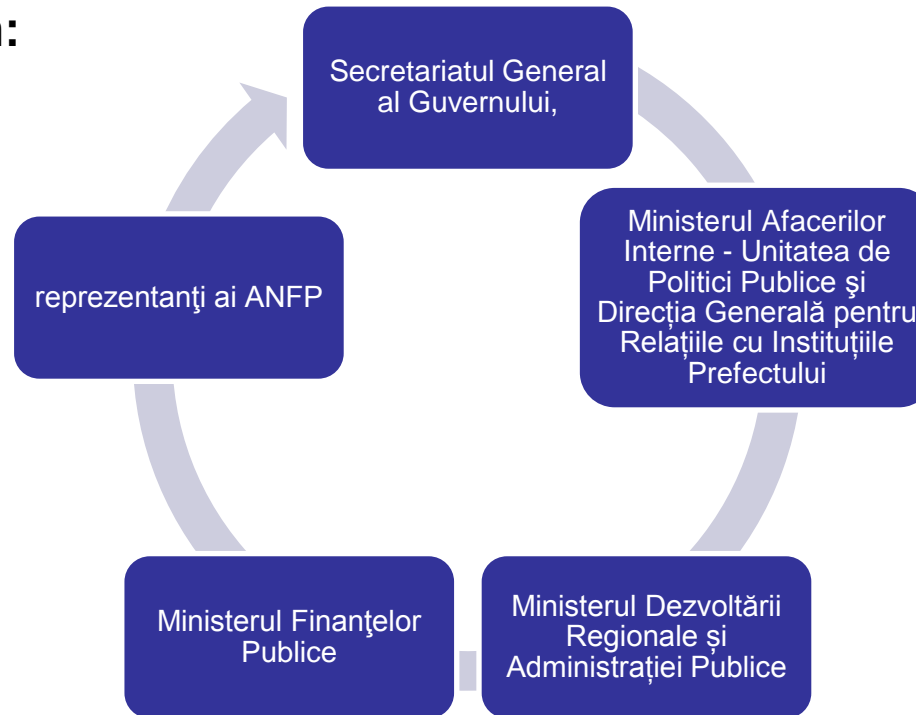 Secretariatul General
al Guvernului,
Ministerul Afacerilor
Interne - Unitatea de
Politici Publice şi
Direcția Generală pentru
Relațiile cu Instituțiile
Prefectului
Ministerul Dezvoltării
Regionale și
Administrației Publice
Ministerul Finanţelor
Publice
reprezentanţi ai ANFP